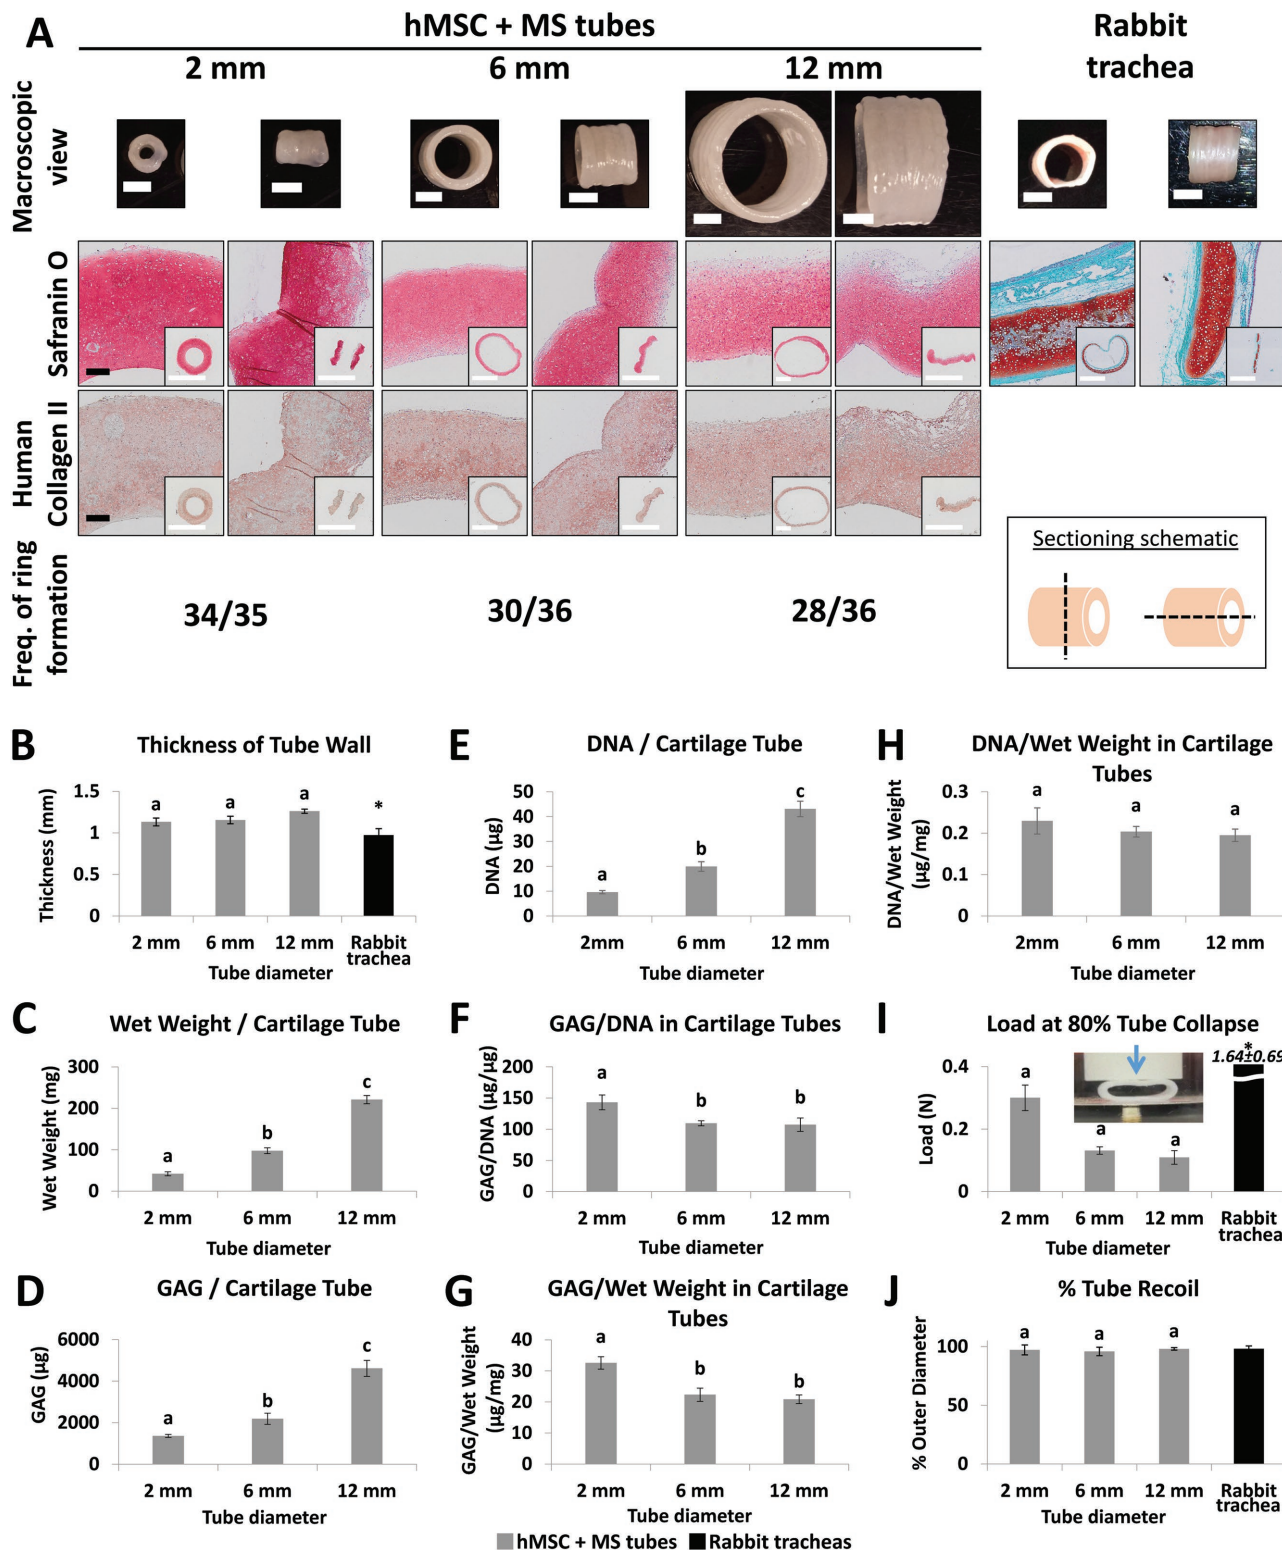 A
hMSC + MS tubes
Rabbit
trachea
2 mm
6 mm
12 mm
Macroscopic
view
Safranin O
Human
Collagen II
Freq. of ring
formation
34/35
30/36
28/36
Sectioning schematic
B
Thickness of Tube Wall
Thickness (mm)
1.5
1
0.5
0
a
a
a
*
2 mm
6 mm
12 mm
Rabbit
trachea
Tube diameter
E
DNA / Cartilage Tube
DNA (µg)
50
40
30
20
10
0
a
b
c
2mm
6 mm
12 mm
Tube diameter
H
DNA/Wet Weight in Cartilage
Tubes
DNA/Wet Weight
(µg/mg)
0.3
0.2
0.1
0
a
a
a
2mm
6 mm
12 mm
Tube diameter
C
Wet Weight / Cartilage Tube
Wet Weight (mg)
300
200
100
0
a
b
c
2 mm
6 mm
12 mm
Tube diameter
F
GAG/DNA in Cartilage Tubes
GAG/DNA (µg/µg)
200
150
100
50
0
a
b
b
2 mm
6 mm
12 mm
Tube diameter
I
Load at 80% Tube Collapse
Load (N)
0.4
0.2
0
a
a
a
*
1.64±0.69
2 mm
6 mm
12 mm
Rabbit
trachea
Tube diameter
D
GAG / Cartilage Tube
GAG (µg)
6000
4000
2000
0
a
b
c
2 mm
6 mm
12 mm
Tube diameter
G
GAG/Wet Weight in Cartilage
Tubes
GAG/Wet Weight
(µg/mg)
40
30
20
10
0
a
b
b
2 mm
6 mm
12 mm
Tube diameter
J
% Tube Recoil
% Outer Diameter
100
50
0
a
a
a
2 mm
6 mm
12 mm
Rabbit
trachea
Tube diameter
hMSC + MS tubes
Rabbit tracheas